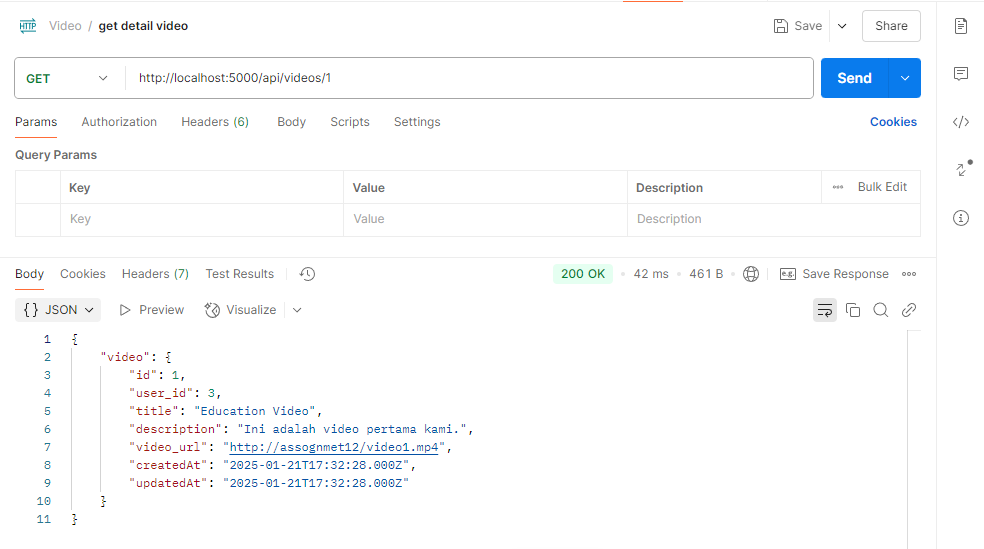 HTTP Video / get detail video Save Share
GET http://localhost:5000/api/videos/1 Send
Params Authorization Headers (6) Body Scripts Settings Cookies
Query Params
Key Value Description Bulk Edit
Key Value Description
Body Cookies Headers (7) Test Results 200 OK 42 ms 461 B e.g. Save Response
{} JSON Preview Visualize
1 {
2 "video": {
3 "id": 1,
4 "user_id": 3,
5 "title": "Education Video",
6 "description": "Ini adalah video pertama kami.",
7 "video_url": "http://assognmet12/video1.mp4",
8 "createdAt": "2025-01-21T17:32:28.000Z",
9 "updatedAt": "2025-01-21T17:32:28.000Z"
10 }
11 }